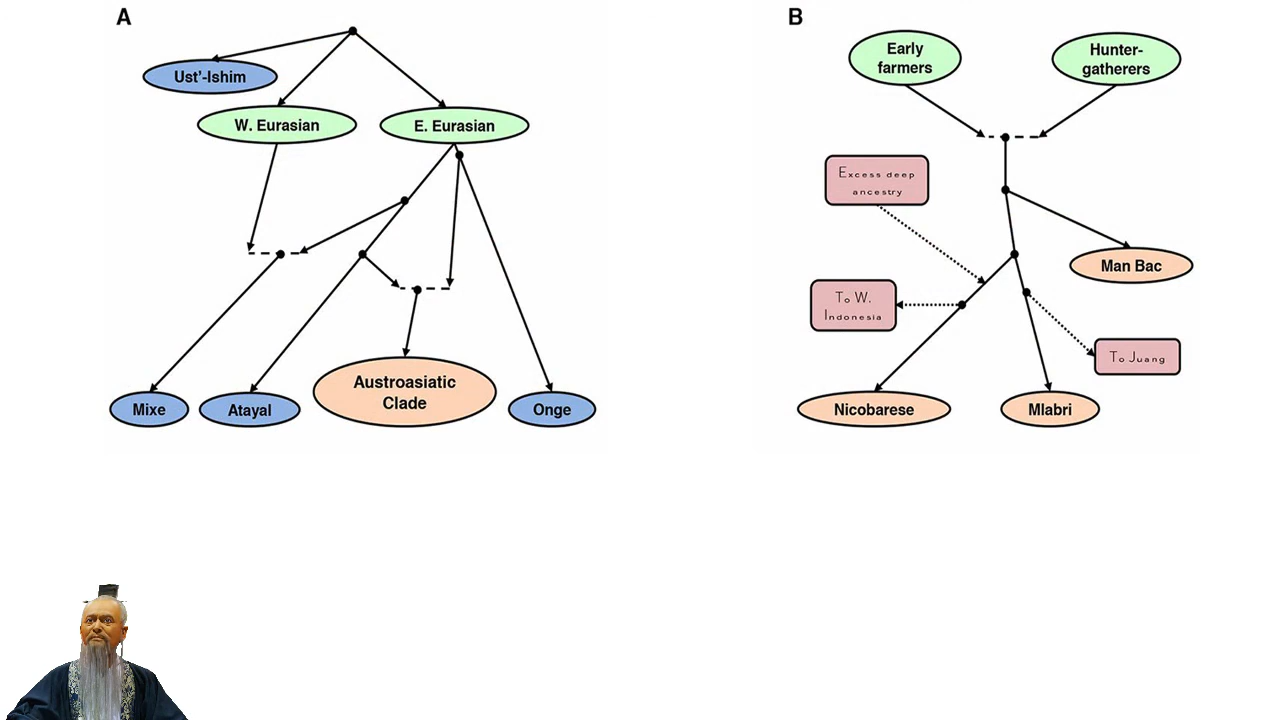 A
Ust'-Ishim
W. Eurasian
E. Eurasian
Mixe
Atayal
Austroasiatic
Clade
Onge
B
Early
farmers
Hunter-
gatherers
Excess deep
ancestry
Man Bac
To W.
Indonesia
To Juang
Nicobarese
Mlabri